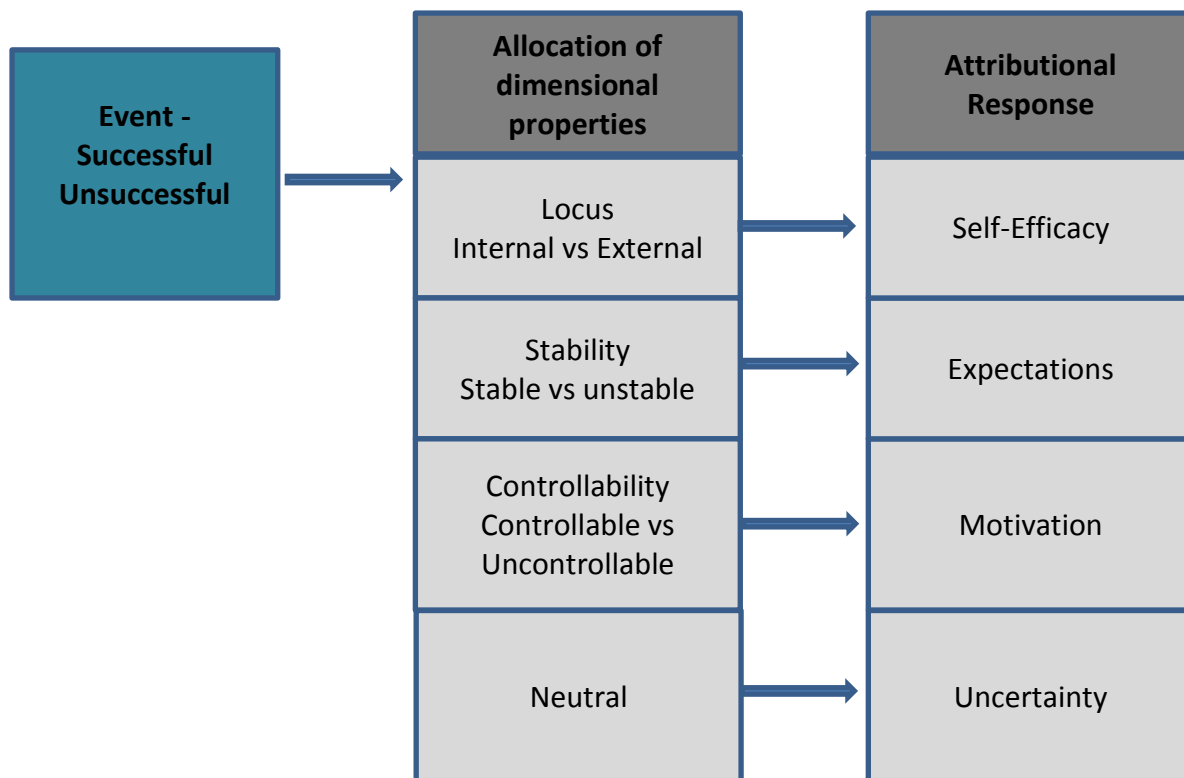 Event -
Successful
Unsuccessful
Allocation of
dimensional
properties
Attributional
Response
Locus
Internal vs External
Self-Efficacy
Stability
Stable vs unstable
Expectations
Controllability
Controllable vs
Uncontrollable
Motivation
Neutral
Uncertainty